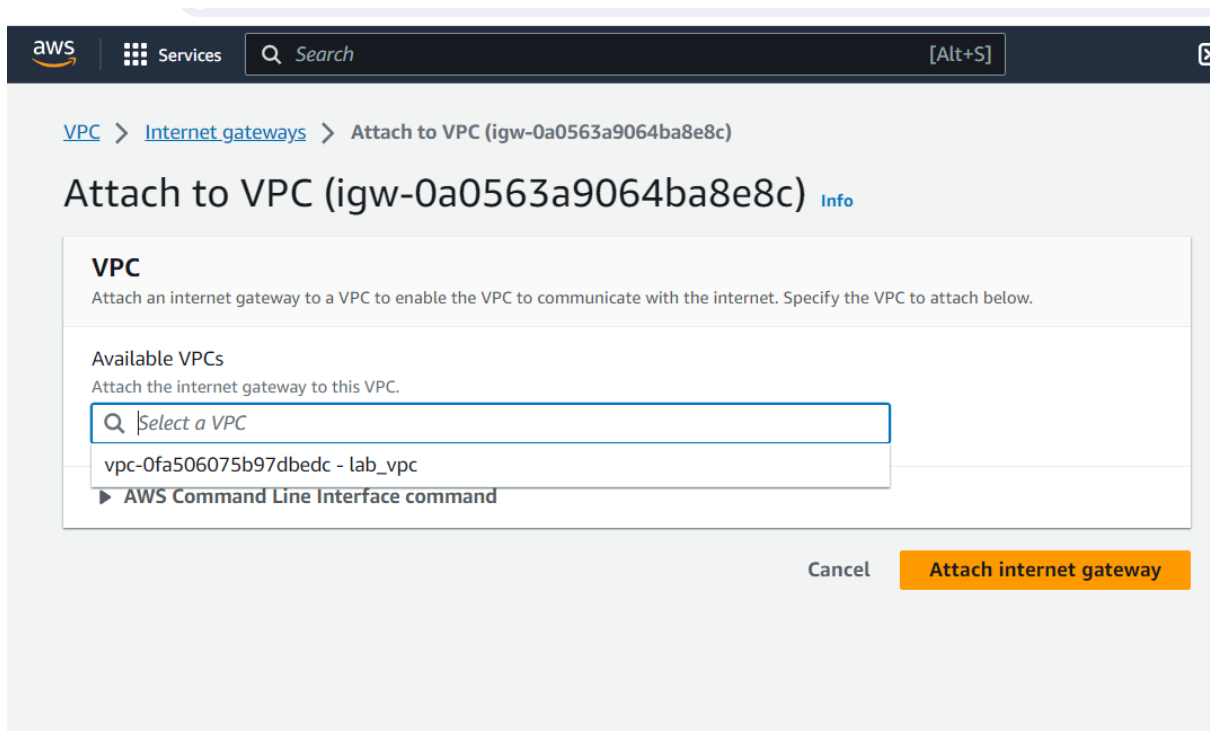 aws
Services
Search
[Alt+S]
VPC > Internet gateways > Attach to VPC (igw-0a0563a9064ba8e8c)
Attach to VPC (igw-0a0563a9064ba8e8c) Info
VPC
Attach an internet gateway to a VPC to enable the VPC to communicate with the internet. Specify the VPC to attach below.
Available VPCs
Attach the internet gateway to this VPC.
Select a VPC
vpc-0fa506075b97dbedc - lab_vpc
AWS Command Line Interface command
Cancel
Attach internet gateway